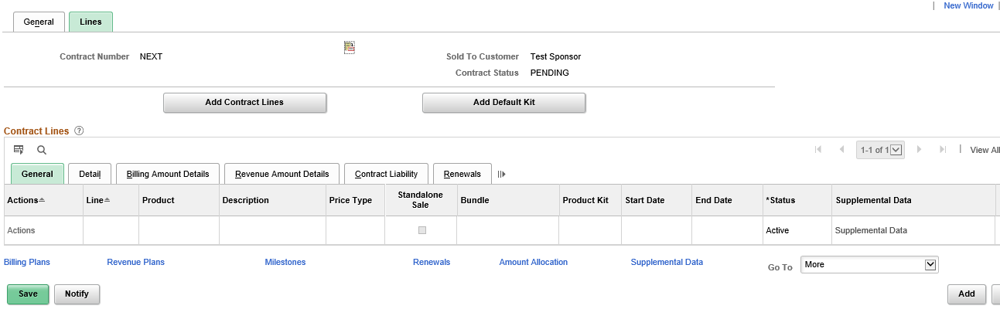 | New Window |
General Lines
Contract Number NEXT Sold To Customer Test Sponsor
Contract Status PENDING
Add Contract Lines Add Default Kit
Contract Lines ?
1-1 of 1 | View All
General Detail Billing Amount Details Revenue Amount Details Contract Liability Renewals
Actions Line Product Description Price Type Standalone Sale Bundle Product Kit Start Date End Date *Status Supplemental Data
Actions Active Supplemental Data
Billing Plans Revenue Plans Milestones Renewals Amount Allocation Supplemental Data Go To More
Save Notify Add